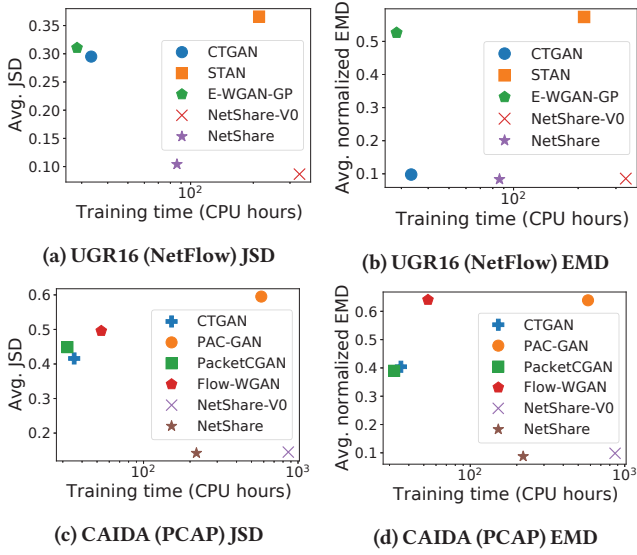 Avg. JSD
0.35
0.30
0.25
0.20
0.15
0.10
CTGAN
STAN
E-WGAN-GP
NetShare-V0
NetShare
10²
Training time (CPU hours)
(a) UGR16 (NetFlow) JSD
Avg. normalized EMD
0.5
0.4
0.3
0.2
0.1
CTGAN
STAN
E-WGAN-GP
NetShare-V0
NetShare
10²
Training time (CPU hours)
(b) UGR16 (NetFlow) EMD
Avg. JSD
0.6
0.5
0.4
0.3
0.2
CTGAN
PAC-GAN
PacketCGAN
Flow-WGAN
NetShare-V0
NetShare
10²
10³
Training time (CPU hours)
(c) CAIDA (PCAP) JSD
Avg. normalized EMD
0.6
0.5
0.4
0.3
0.2
0.1
CTGAN
PAC-GAN
PacketCGAN
Flow-WGAN
NetShare-V0
NetShare
10²
10³
Training time (CPU hours)
(d) CAIDA (PCAP) EMD